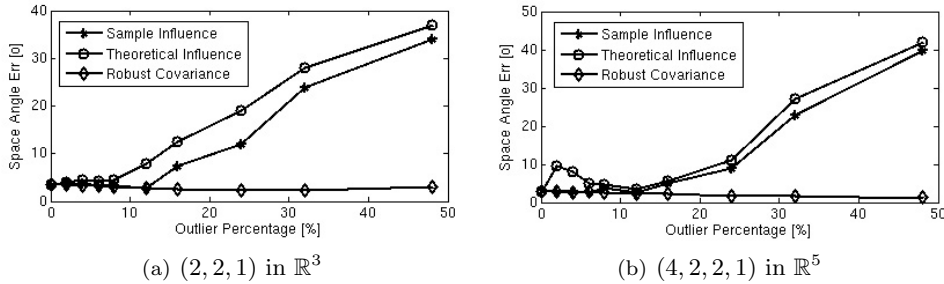 40
30
20
10
0
Space Angle Err [o]
Sample Influence
Theoretical Influence
Robust Covariance
0 10 20 30 40 50
Outlier Percentage [%]
(a) (2, 2, 1) in ℝ³
50
40
30
20
10
0
Space Angle Err [o]
Sample Influence
Theoretical Influence
Robust Covariance
0 10 20 30 40 50
Outlier Percentage [%]
(b) (4, 2, 2, 1) in ℝ⁵